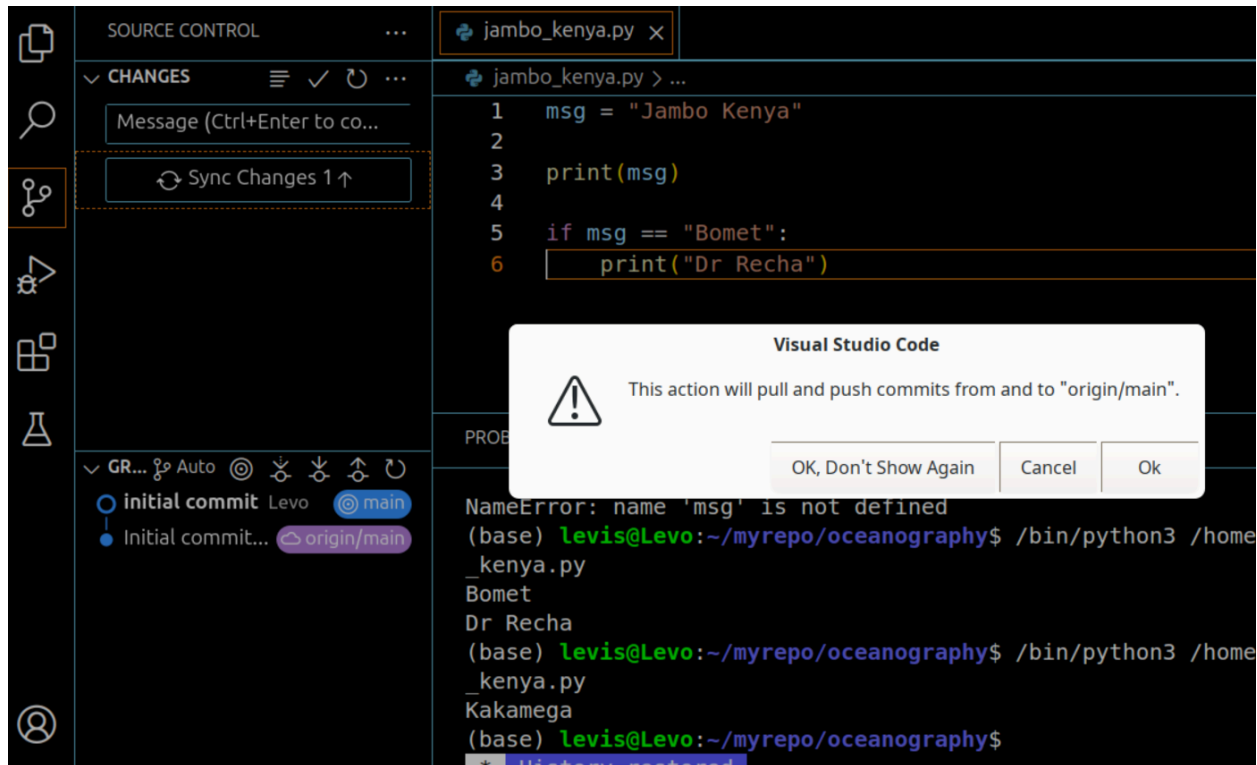 SOURCE CONTROL ...
CHANGES ...
Message (Ctrl+Enter to co...
Sync Changes 1↑
GR... Auto
initial commit Levo main
Initial commit... origin/main
jambo_kenya.py ×
jambo_kenya.py > ...
1 msg = "Jambo Kenya"
2
3 print(msg)
4
5 if msg == "Bomet":
6 print("Dr Recha")
Visual Studio Code
This action will pull and push commits from and to "origin/main".
OK, Don't Show Again Cancel Ok
PROB
NameError: name 'msg' is not defined
(base) levis@Levo:~/myrepo/oceanography$ /bin/python3 /home
_kenya.py
Bomet
Dr Recha
(base) levis@Levo:~/myrepo/oceanography$ /bin/python3 /home
_kenya.py
Kakamega
(base) levis@Levo:~/myrepo/oceanography$
* History restored